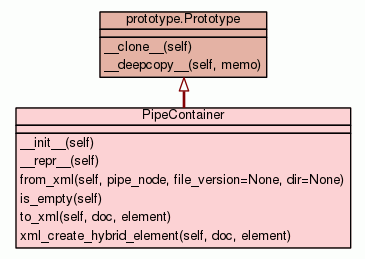 prototype.Prototype
__clone__(self)
__deepcopy__(self, memo)
PipeContainer
__init__(self)
__repr__(self)
from_xml(self, pipe_node, file_version=None, dir=None)
is_empty(self)
to_xml(self, doc, element)
xml_create_hybrid_element(self, doc, element)